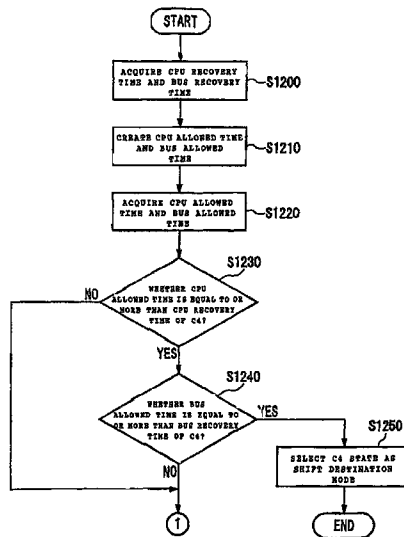 START
ACQUIRE CPU RECOVERY
TIME AND BUS RECOVERY
TIME
S1200
CREATE CPU ALLOWED TIME
AND BUS ALLOWED
TIME
S1210
ACQUIRE CPU ALLOWED
TIME AND BUS ALLOWED
TIME
S1220
S1230
WHETHER CPU
ALLOWED TIME IS EQUAL TO OR
MORE THAN CPU RECOVERY
TIME OF C4?
NO
YES
S1240
WHETHER BUS
ALLOWED TIME IS EQUAL TO
OR MORE THAN BUS RECOVERY
TIME OF C4?
YES
NO
S1250
SELECT C4 STATE AS
SHIFT DESTINATION
MODE
1
END